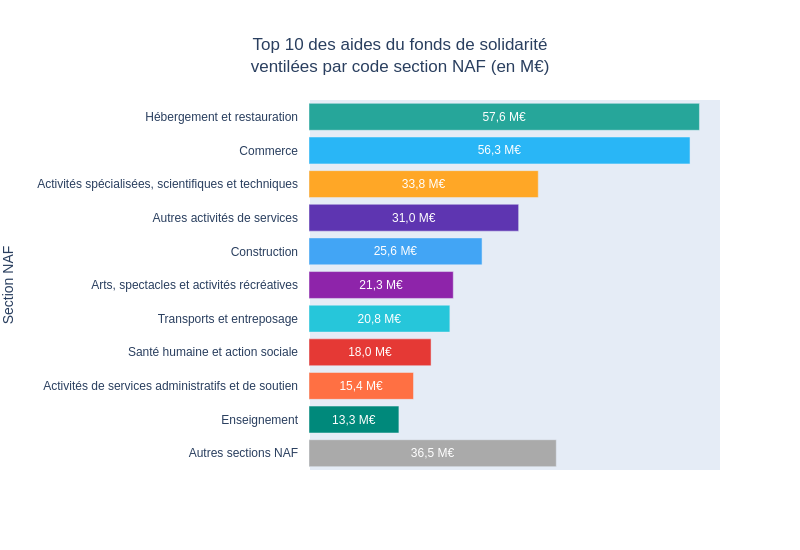 Top 10 des aides du fonds de solidarité
ventilées par code section NAF (en M€)
Section NAF
Hébergement et restauration 57,6 M€
Commerce 56,3 M€
Activités spécialisées, scientifiques et techniques 33,8 M€
Autres activités de services 31,0 M€
Construction 25,6 M€
Arts, spectacles et activités récréatives 21,3 M€
Transports et entreposage 20,8 M€
Santé humaine et action sociale 18,0 M€
Activités de services administratifs et de soutien 15,4 M€
Enseignement 13,3 M€
Autres sections NAF 36,5 M€